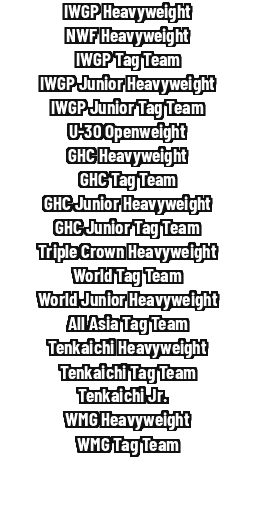 IWGP Heavyweight
NWF Heavyweight
IWGP Tag Team
IWGP Junior Heavyweight
IWGP Junior Tag Team
U-30 Openweight
GHC Heavyweight
GHC Tag Team
GHC Junior Heavyweight
GHC Junior Tag Team
Triple Crown Heavyweight
World Tag Team
World Junior Heavyweight
All Asia Tag Team
Tenkaichi Heavyweight
Tenkaichi Tag Team
Tenkaichi Jr.
WMG Heavyweight
WMG Tag Team